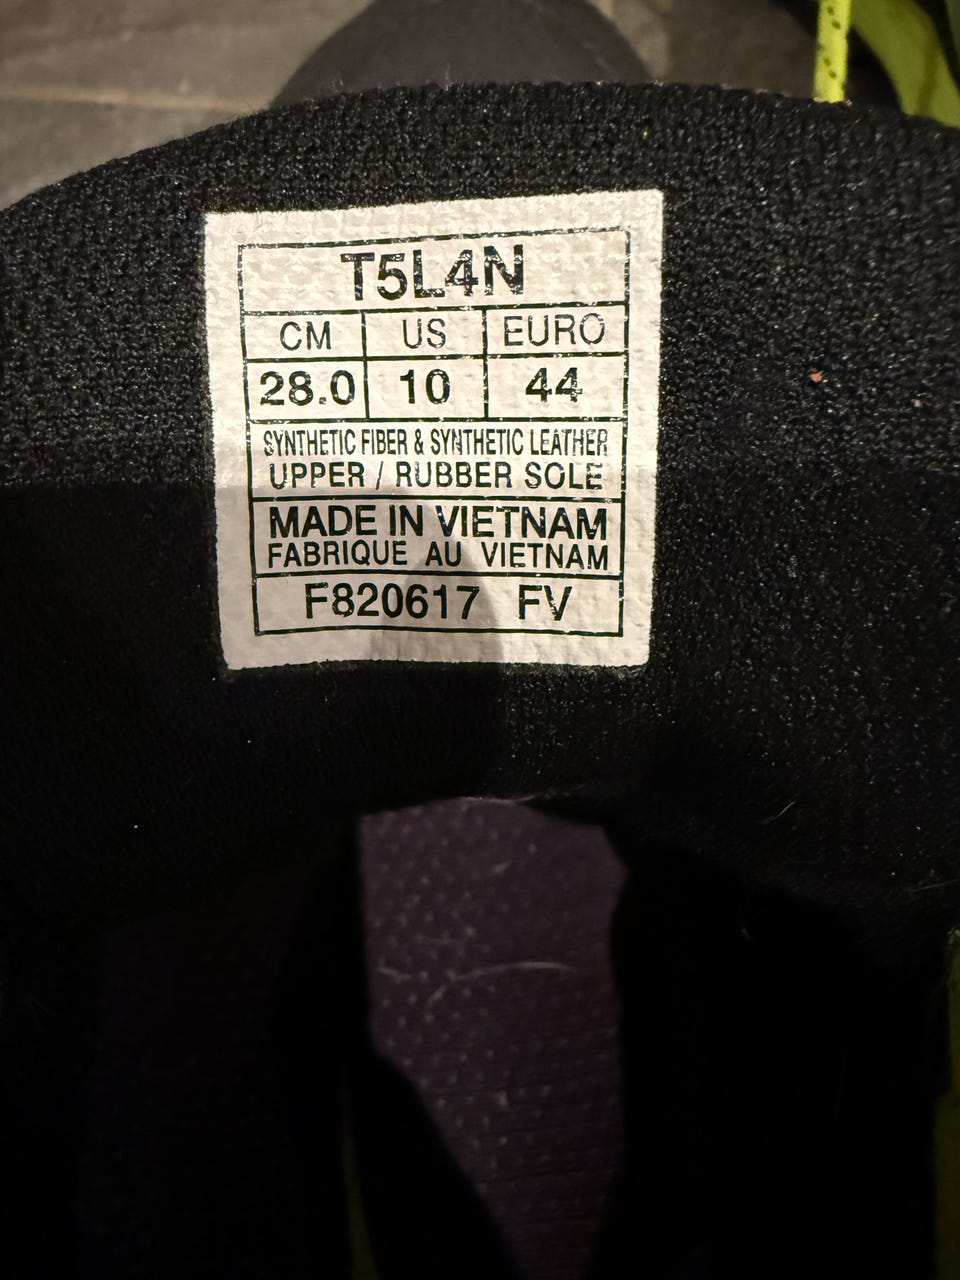 T5L4N
CM US EURO
28.0 10 44
SYNTHETIC FIBER & SYNTHETIC LEATHER
UPPER / RUBBER SOLE
MADE IN VIETNAM
FABRIQUE AU VIETNAM
F820617 FV